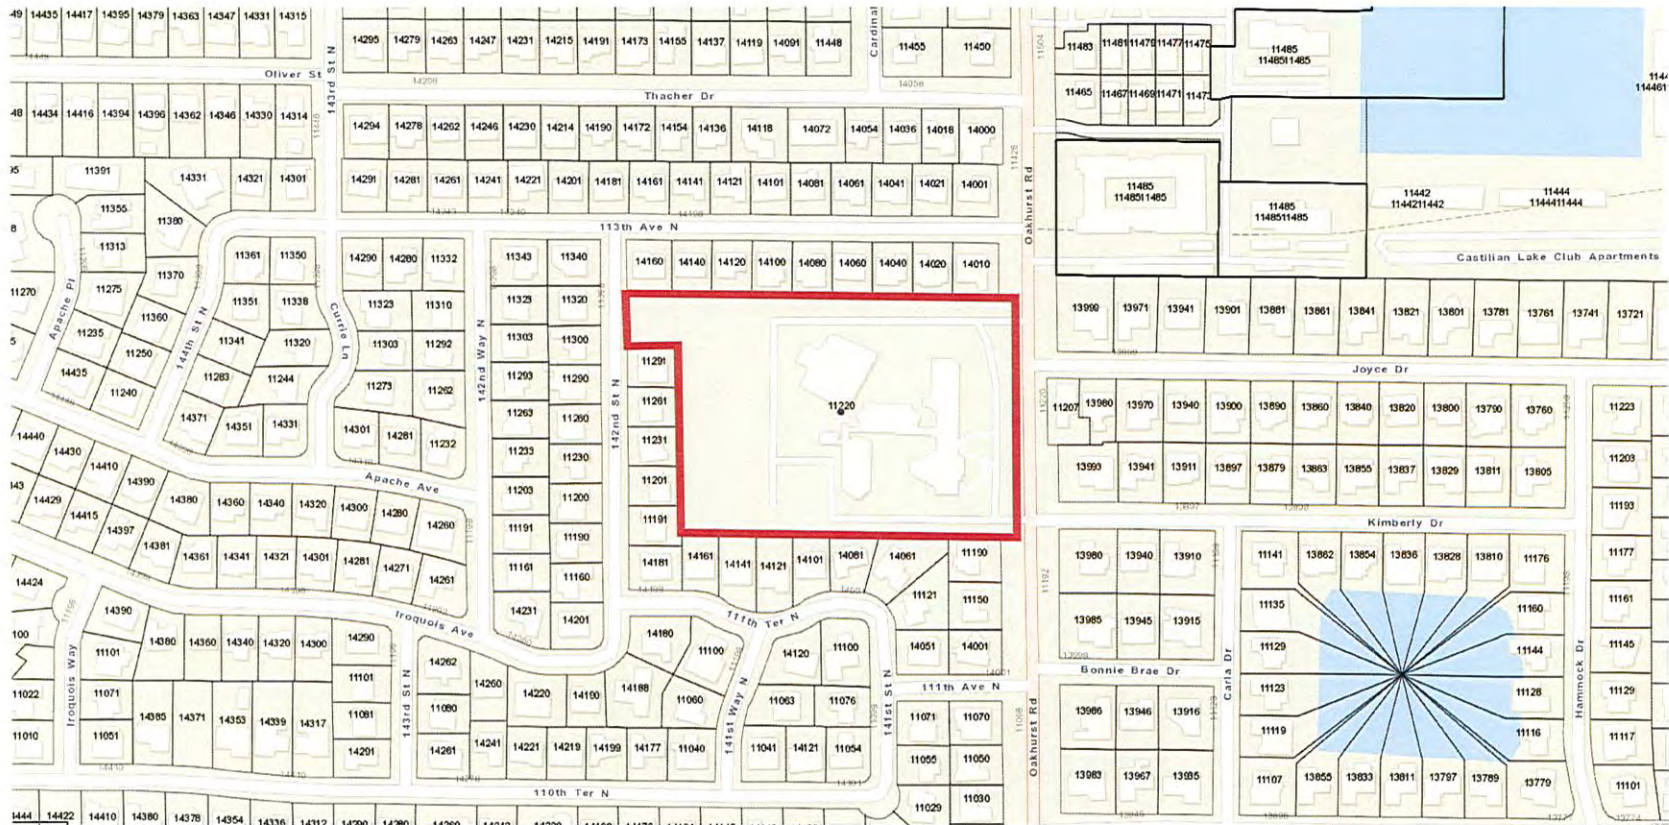 14435 14417 14395 14379 14363 14347 14331 14315
14295 14279 14263 14247 14231 14215 14191 14173 14155 14137 14119 14091 11448
Cardinal
11455 11450
11504
11483 11481 11479 11477 11475
11485
1148511485
Oliver St
143rd St N
14298
14056
Thacher Dr
11465 11467 11469 11471
14434 14416 14394 14396 14362 14346 14330 14314
11446
14294 14278 14262 14246 14230 14214 14190 14172 14154 14136 14118 14072 14054 14036 14018 14000
11426
Oakhurst Rd
11391 14331 14321 14301
14291 14281 14261 14241 14221 14201 14181 14161 14141 14121 14101 14081 14061 14041 14021 14001
11485
1148511485
11485
1148511485
11442
1144211442
11444
1144411444
11355 11380
113th Ave N
11313
11361 11350
14290 14280 11332
11343 11340
14160 14140 14120 14100 14080 14060 14040 14020 14010
Castilian Lake Club Apartments
Apache Pl
11270 11275 11370
144th St N
11351 11338
Currie Ln
11323 11310
142nd Way N
11323 11320
13999 13971 13941 13901 13881 13861 13841 13821 13801 13781 13761 13741 13721
11235 11360
11341 11320
11303 11292
11303 11300
14435 11250
11283 11244
11273 11262
11293 11290
142nd St N
11291
Joyce Dr
11240
14371 14351 14331
14301 14281 11232
11263 11260
11261
11220
11220
11207 13980 13970 13940 13900 13890 13860 13840 13820 13800 13790 13760
11223
14440 14430 14410 14390 14380 14360 14340 14320 14300 14280 14260
Apache Ave
11233 11230
11231
13993 13941 13911 13897 13879 13863 13855 13837 13829 13811 13805
11203
14429 14415 14397 14381 14361 14341 14321 14301 14281 14271 14261
11203 11200
11201
11193
11191 11190
11191
Kimberly Dr
14424
11161 11160
14181 14161 14141 14121 14101 14081 14061 11190
13980 13940 13910
11141 13862 13854 13836 13828 13810 11176
11177
14390
Iroquois Ave
14231 14201
111th Ter N
11121 11150
11192
13985 13945 13915
11135 11160
11161
11101 14380 14360 14340 14320 14300 14290
14262
14180 11100
14120 11100
14051 14001
Bonnie Brae Dr
Carla Dr
11129 11144
Hammock Dr
11145
Iroquois Way
11022 11071
11101
143rd St N
14260 14220 14190 14188 11060
141st Way N
11063 11076
141st St N
111th Ave N
11123 11128
11129
14385 14371 14353 14339 14317
11081
11080
11071 11070
11068
Oakhurst Rd
13986 13946 13916
11119 11116
11117
11010 11051
14291
14261 14241 14221 14219 14199 14177 11040
11041 14121 11054
11055 11050
13983 13967 13935
11107 13855 13833 13811 13797 13789 13779
11101
110th Ter N
11029 11030
14422 14410 14380 14378 14354 14336 14312